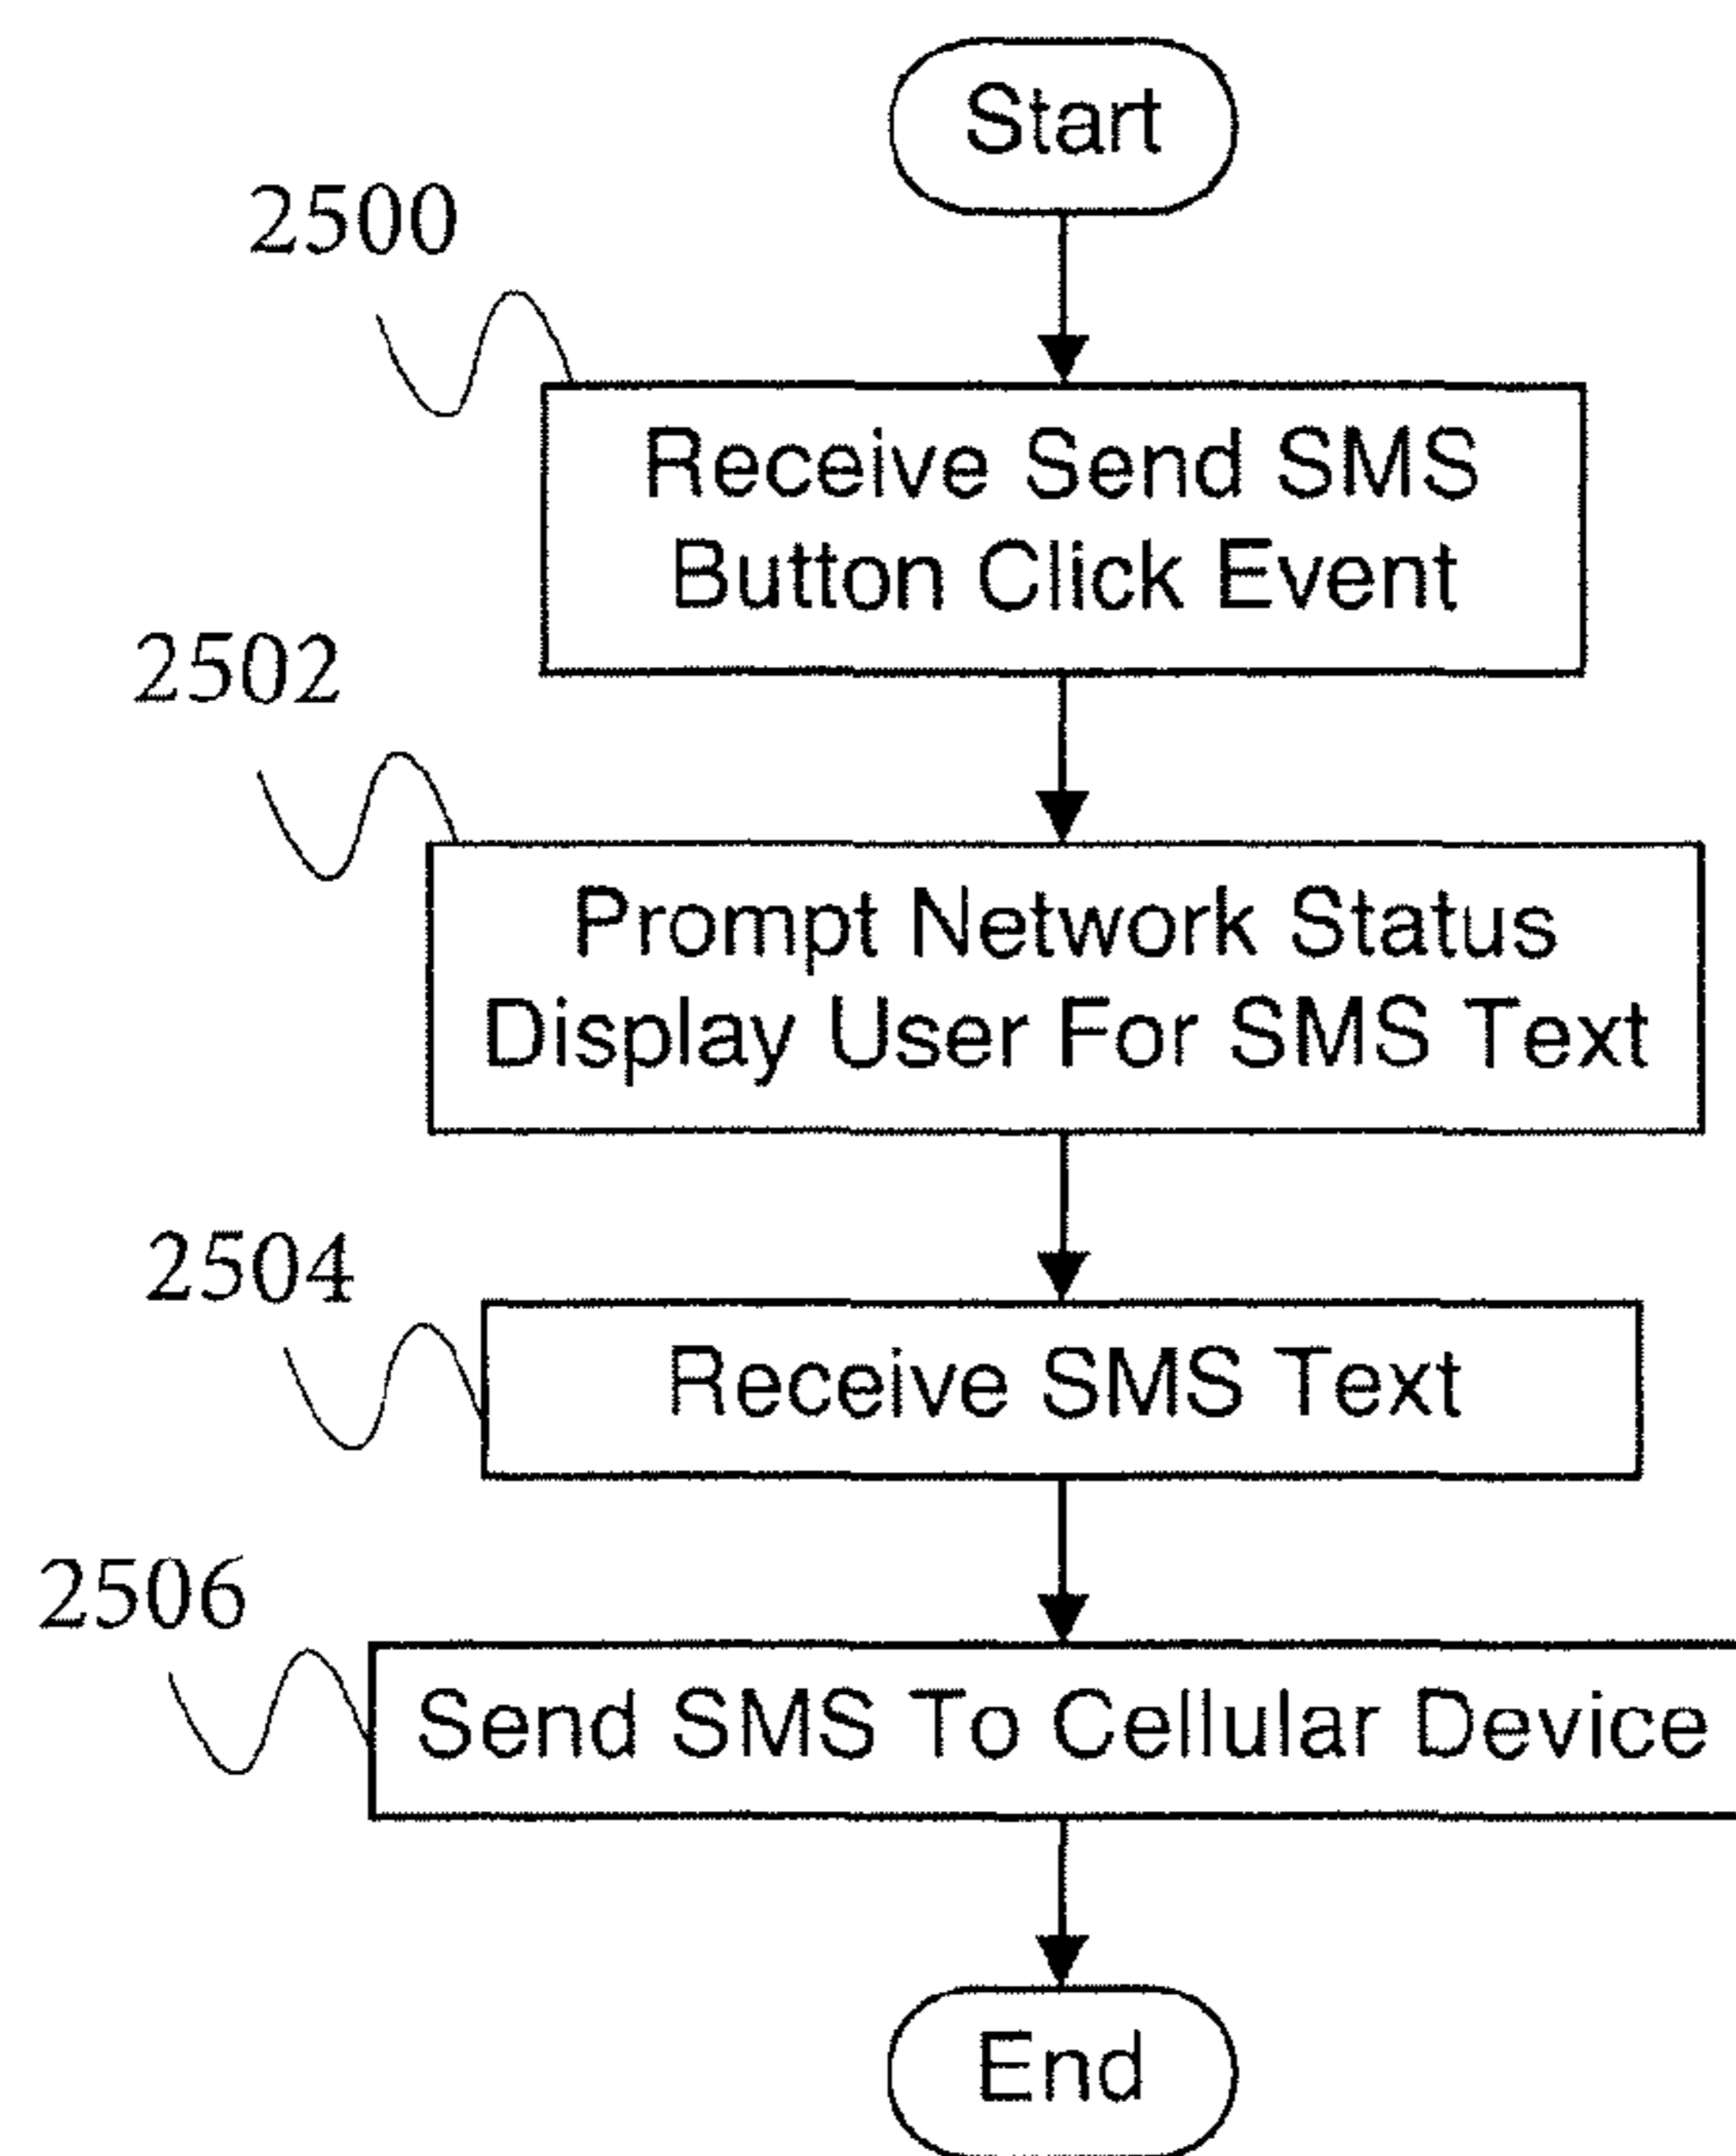 Start
2500
Receive Send SMS
Button Click Event
2502
Prompt Network Status
Display User For SMS Text
2504
Receive SMS Text
2506
Send SMS To Cellular Device
End